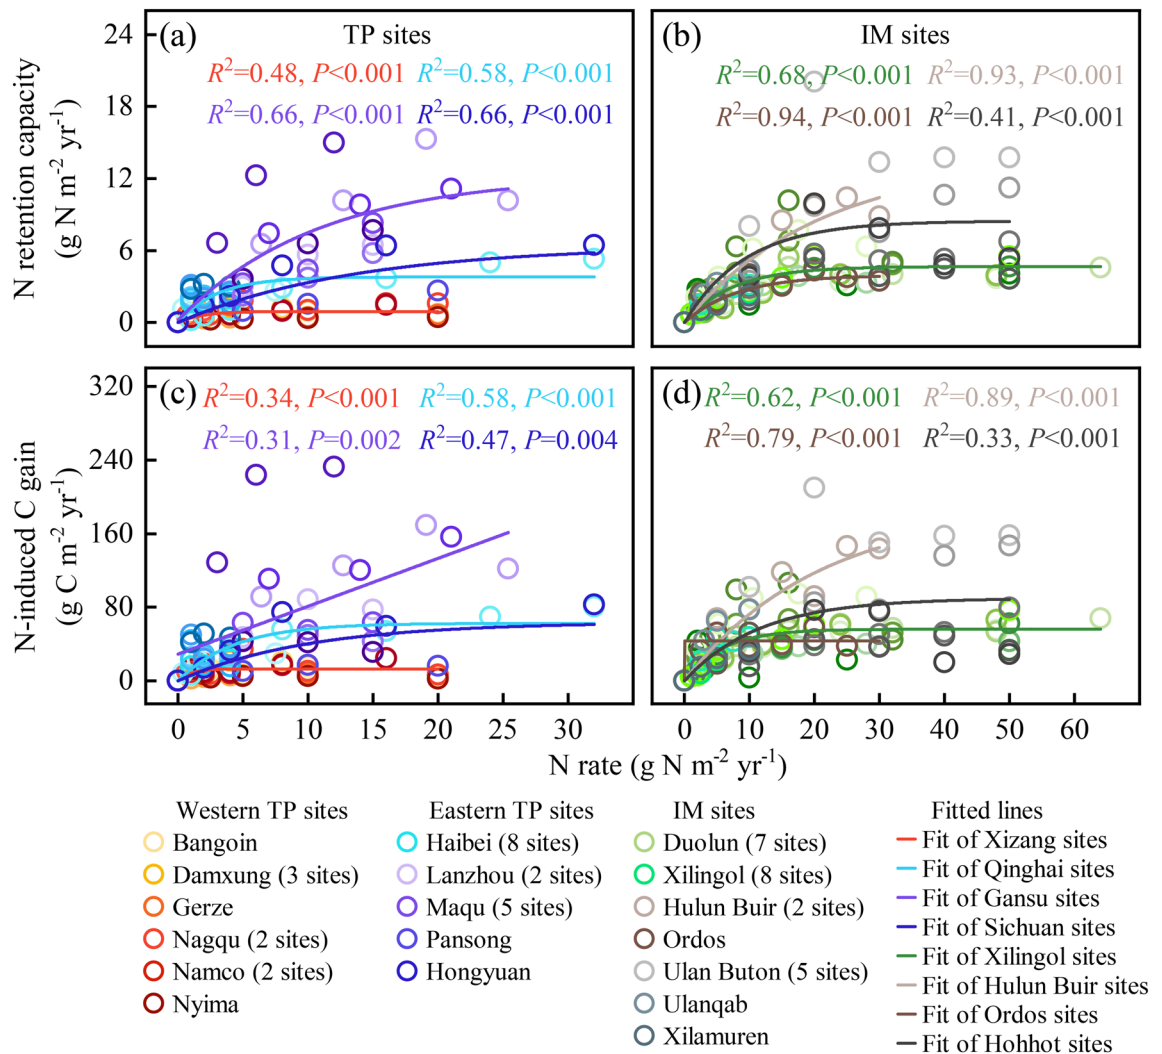 (a) TP sites
R²=0.48, P<0.001 R²=0.58, P<0.001
R²=0.66, P<0.001 R²=0.66, P<0.001
(b) IM sites
R²=0.68, P<0.001 R²=0.93, P<0.001
R²=0.94, P<0.001 R²=0.41, P<0.001
N retention capacity
(g N m⁻² yr⁻¹)
24
18
12
6
0
(c) R²=0.34, P<0.001 R²=0.58, P<0.001
R²=0.31, P=0.002 R²=0.47, P=0.004
(d) R²=0.62, P<0.001 R²=0.89, P<0.001
R²=0.79, P<0.001 R²=0.33, P<0.001
N-induced C gain
(g C m⁻² yr⁻¹)
320
240
160
80
0
0 5 10 15 20 25 30
0 10 20 30 40 50 60
N rate (g N m⁻² yr⁻¹)
Western TP sites
Bangoin
Damxung (3 sites)
Gerze
Nagqu (2 sites)
Namco (2 sites)
Nyima
Eastern TP sites
Haibei (8 sites)
Lanzhou (2 sites)
Maqu (5 sites)
Pansong
Hongyuan
IM sites
Duolun (7 sites)
Xilingol (8 sites)
Hulun Buir (2 sites)
Ordos
Ulan Buton (5 sites)
Ulanqab
Xilamuren
Fitted lines
Fit of Xizang sites
Fit of Qinghai sites
Fit of Gansu sites
Fit of Sichuan sites
Fit of Xilingol sites
Fit of Hulun Buir sites
Fit of Ordos sites
Fit of Hohhot sites